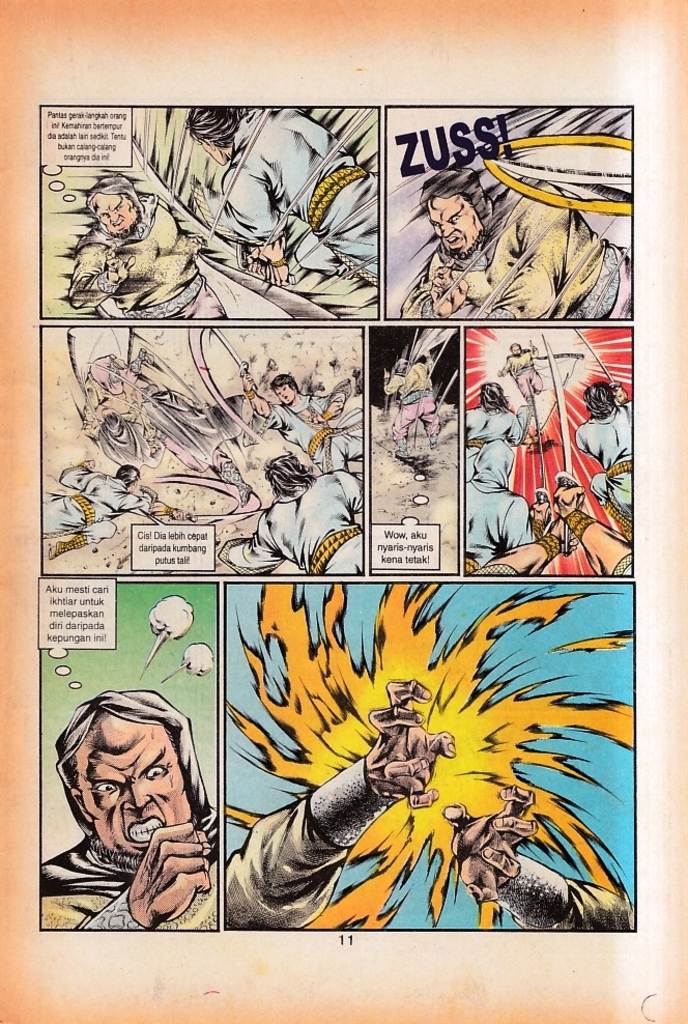 Pantas gerak-langkah orang
ini! Kemahiran bertempur
dia adalah lain sedikit. Tentu
bukan calang-calang
orangnya dia ini!
ZUSS!
Cis! Dia lebih cepat
daripada kumbang
putus tali!
Wow, aku
nyaris-nyaris
kena tetak!
Aku mesti cari
ikhtiar untuk
melepaskan
diri daripada
kepungan ini!
11